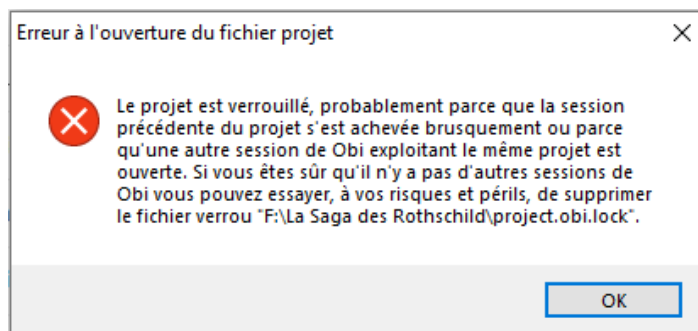 Erreur à l'ouverture du fichier projet
Le projet est verrouillé, probablement parce que la session
précédente du projet s'est achevée brusquement ou parce
qu'une autre session de Obi exploitant le même projet est
ouverte. Si vous êtes sûr qu'il n'y a pas d'autres sessions de
Obi vous pouvez essayer, à vos risques et périls, de supprimer
le fichier verrou "F:\La Saga des Rothschild\project.obi.lock".
OK